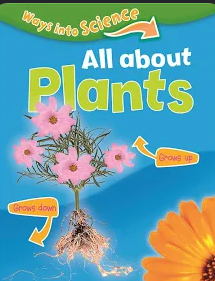 Ways into Science
All about
Plants
Grows up
Grows down